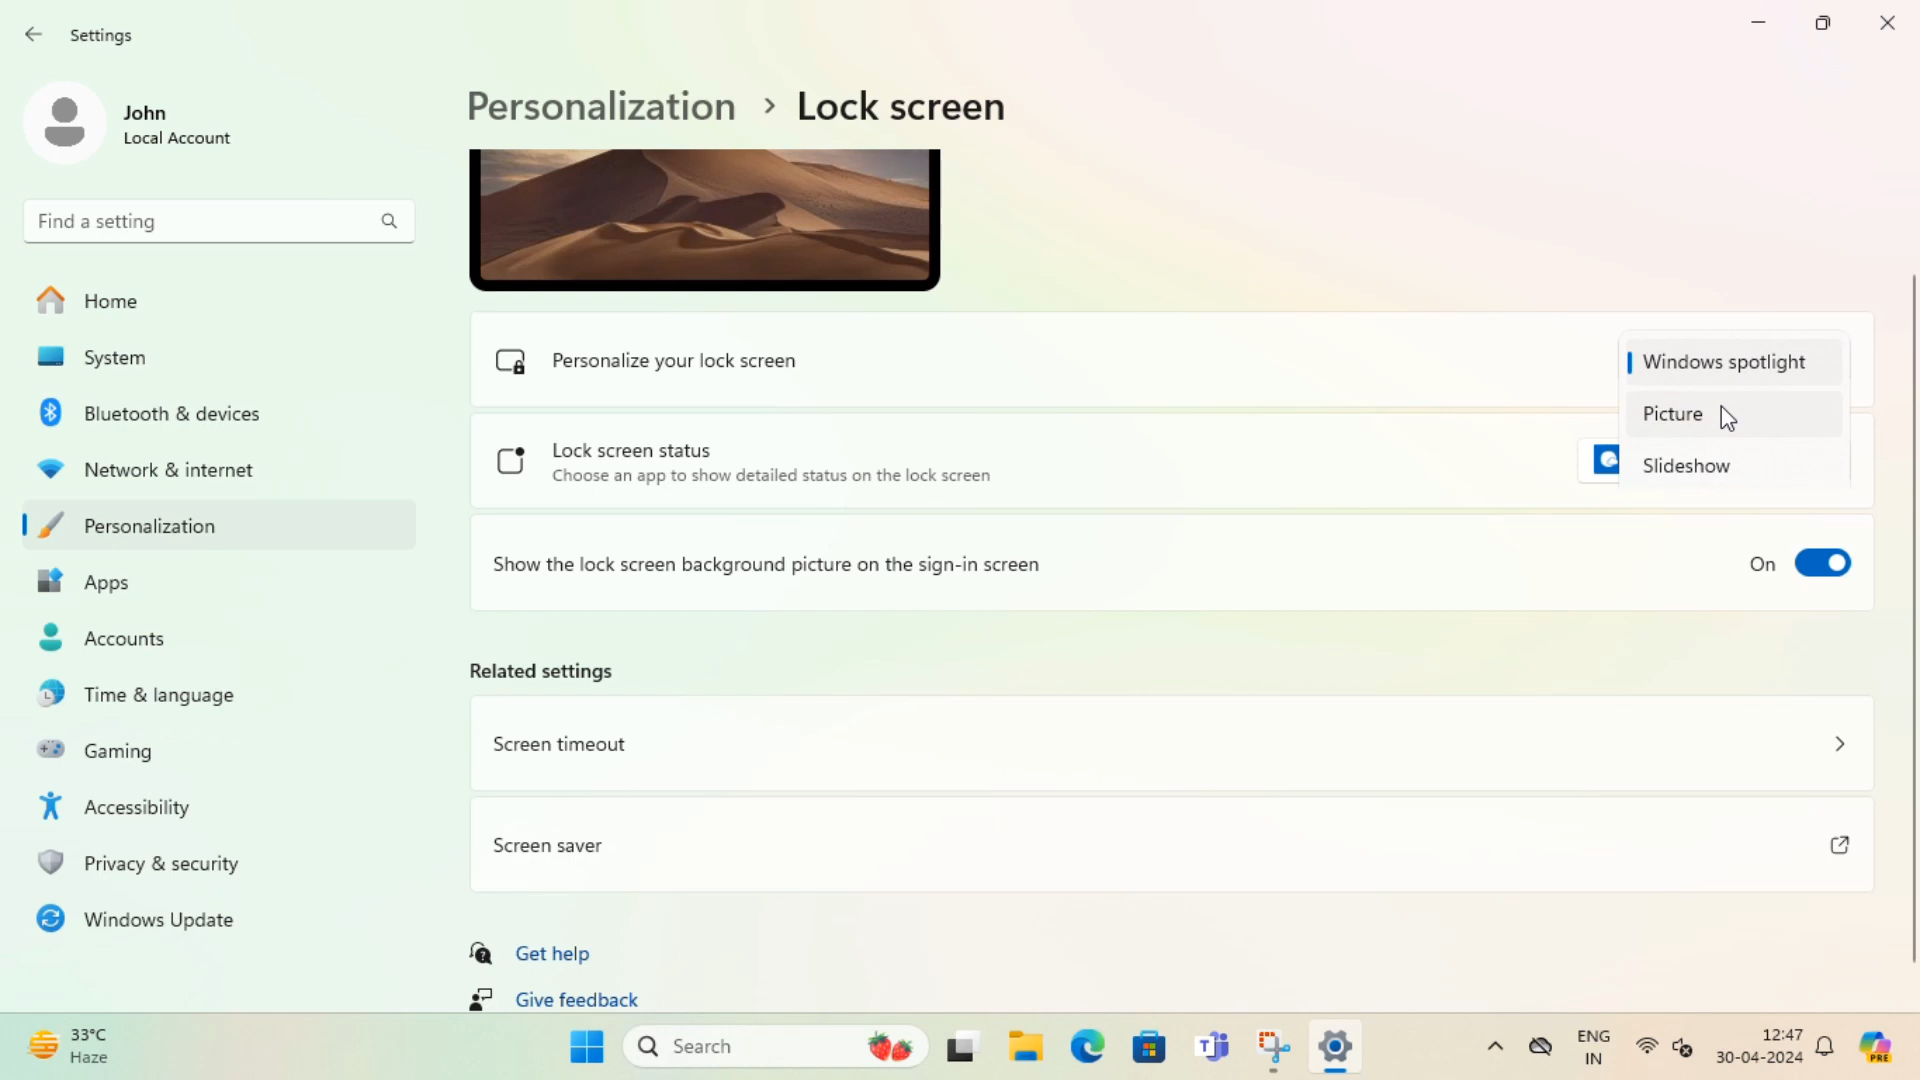 Settings
John
Local Account
Find a setting
Home
System
Bluetooth & devices
Network & internet
Personalization
Apps
Accounts
Time & language
Gaming
Accessibility
Privacy & security
Windows Update
Personalization > Lock screen
Personalize your lock screen
Windows spotlight
Picture
Slideshow
Lock screen status
Choose an app to show detailed status on the lock screen
Show the lock screen background picture on the sign-in screen
On
Related settings
Screen timeout
Screen saver
Get help
Give feedback
33°C
Haze
Search
T
PRE
ENG
IN
12:47
30-04-2024